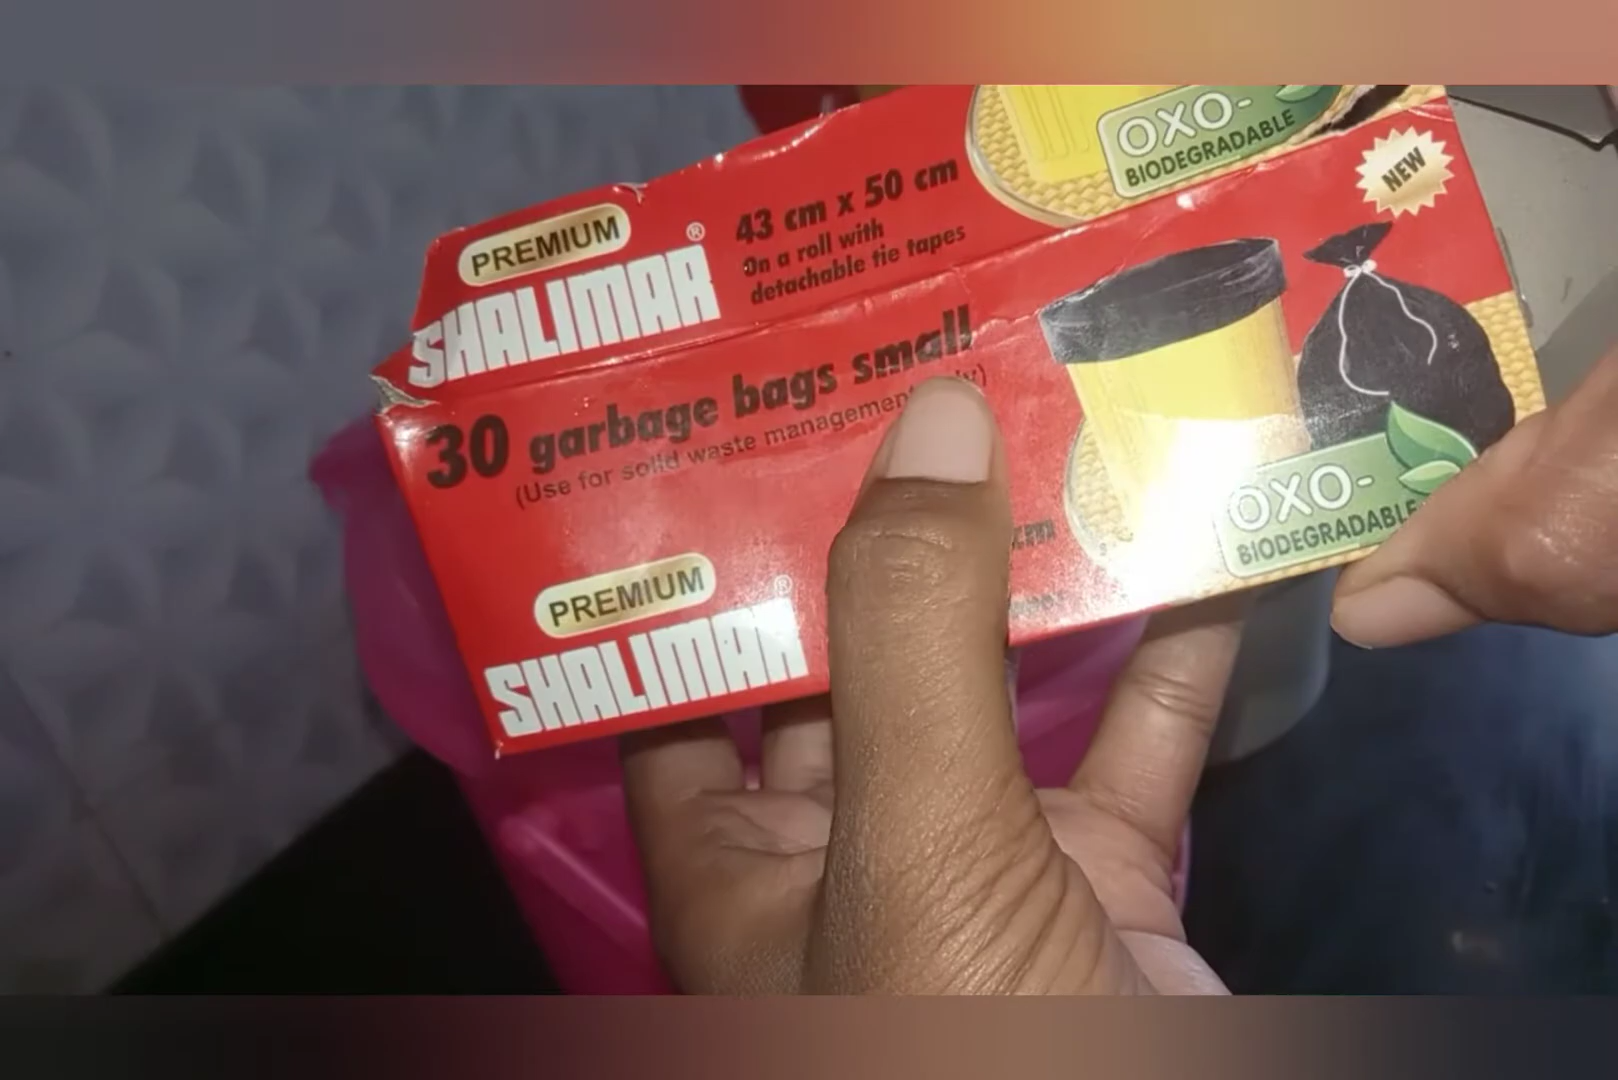 OXO-
BIODEGRADABLE
NEW
PREMIUM
SHALIMAR®
43 cm x 50 cm
On a roll with
detachable tie tapes
30 garbage bags small
(Use for solid waste management
OXO-
BIODEGRADABLE
PREMIUM
SHALIMAR®
cm